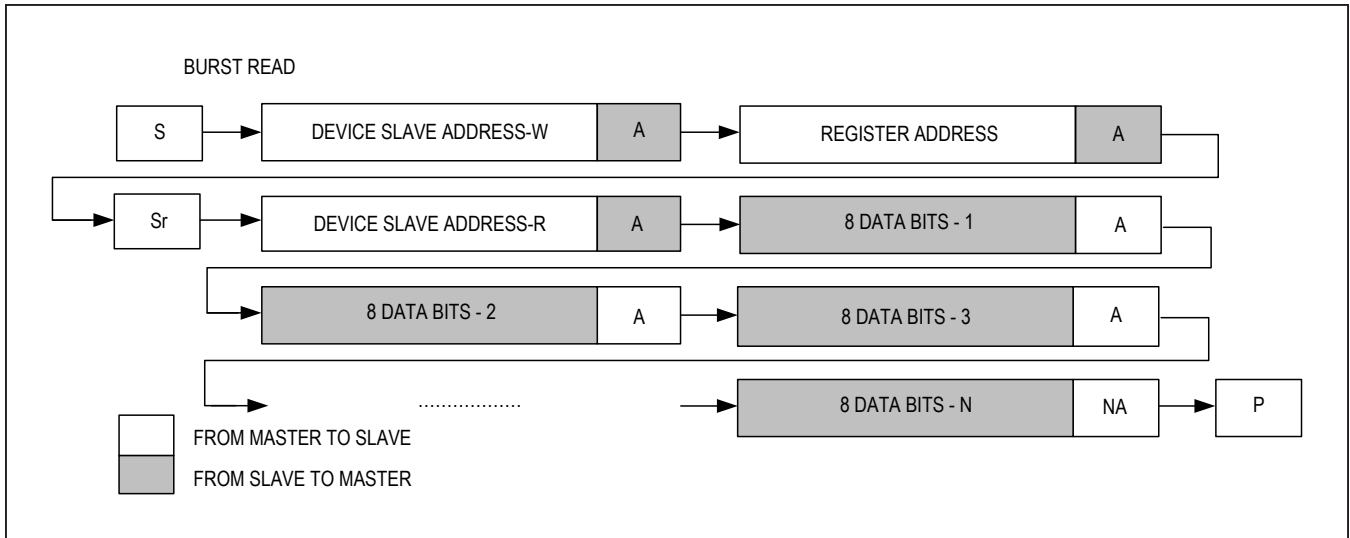 BURST READ
S DEVICE SLAVE ADDRESS-W A REGISTER ADDRESS A
Sr DEVICE SLAVE ADDRESS-R A 8 DATA BITS - 1 A
8 DATA BITS - 2 A 8 DATA BITS - 3 A
.................. 8 DATA BITS - N NA P
FROM MASTER TO SLAVE
FROM SLAVE TO MASTER